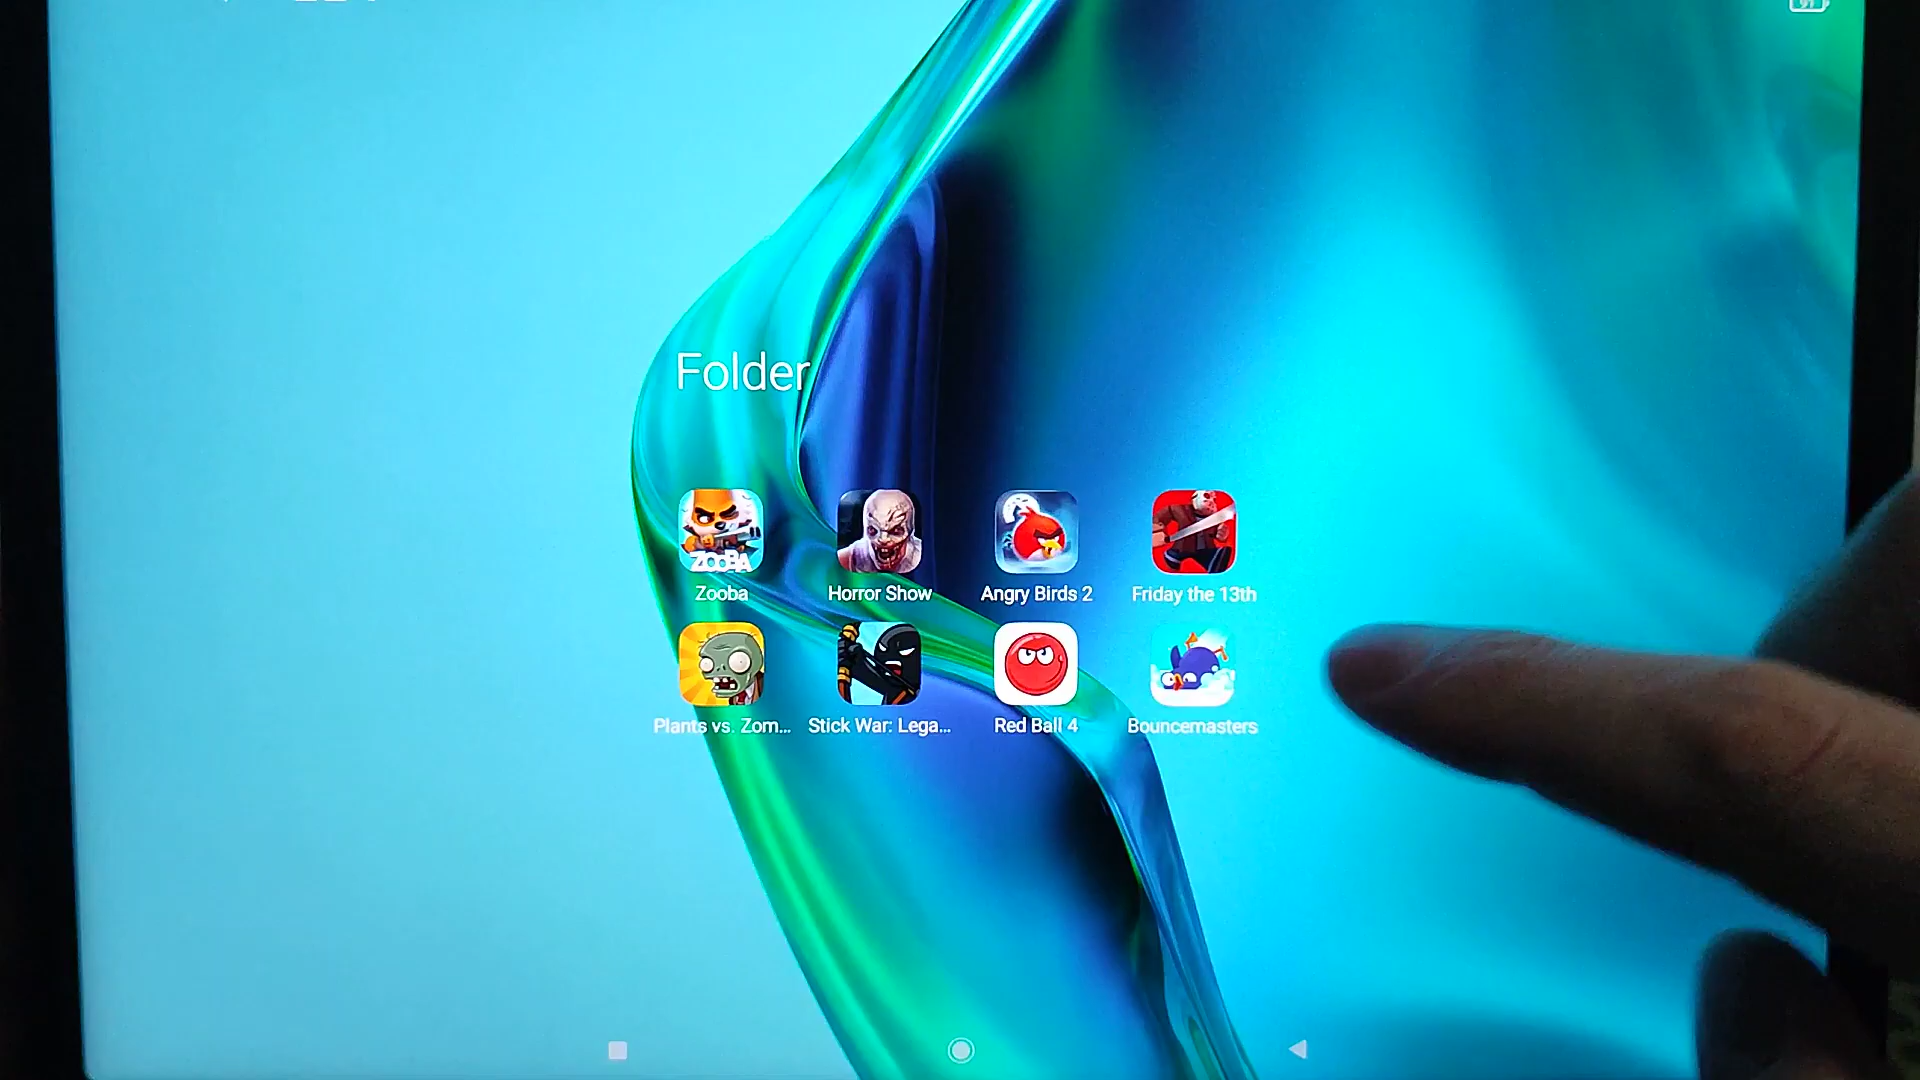 Folder
ZOOBA
Zooba
Horror Show
Angry Birds 2
Friday the 13th
Plants vs. Zom...
Stick War: Lega...
Red Ball 4
Bouncemasters